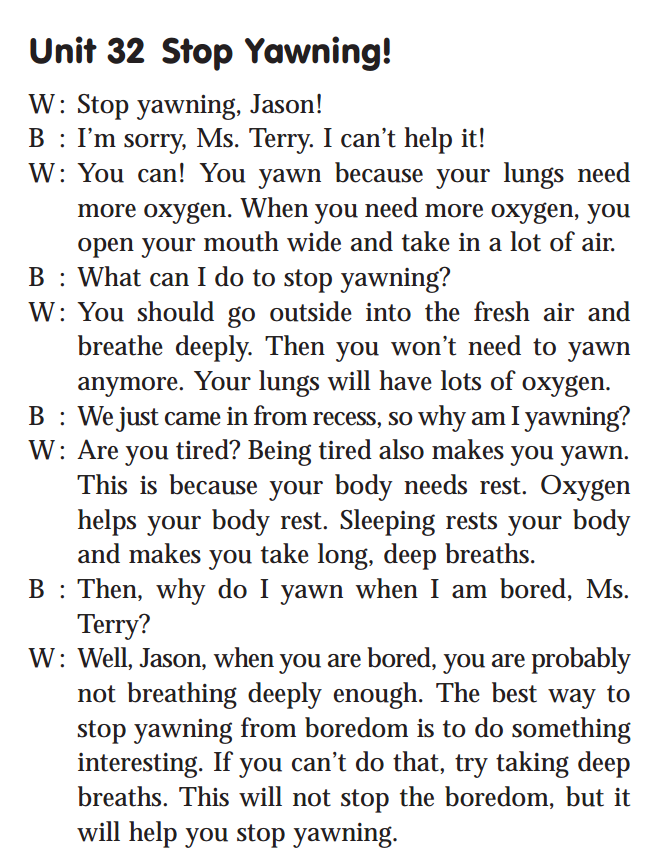 Unit 32 Stop Yawning!
W: Stop yawning, Jason!
B : I'm sorry, Ms. Terry. I can't help it!
W: You can! You yawn because your lungs need
more oxygen. When you need more oxygen, you
open your mouth wide and take in a lot of air.
B : What can I do to stop yawning?
W: You should go outside into the fresh air and
breathe deeply. Then you won't need to yawn
anymore. Your lungs will have lots of oxygen.
B : We just came in from recess, so why am I yawning?
W: Are you tired? Being tired also makes you yawn.
This is because your body needs rest. Oxygen
helps your body rest. Sleeping rests your body
and makes you take long, deep breaths.
B : Then, why do I yawn when I am bored, Ms.
Terry?
W: Well, Jason, when you are bored, you are probably
not breathing deeply enough. The best way to
stop yawning from boredom is to do something
interesting. If you can't do that, try taking deep
breaths. This will not stop the boredom, but it
will help you stop yawning.